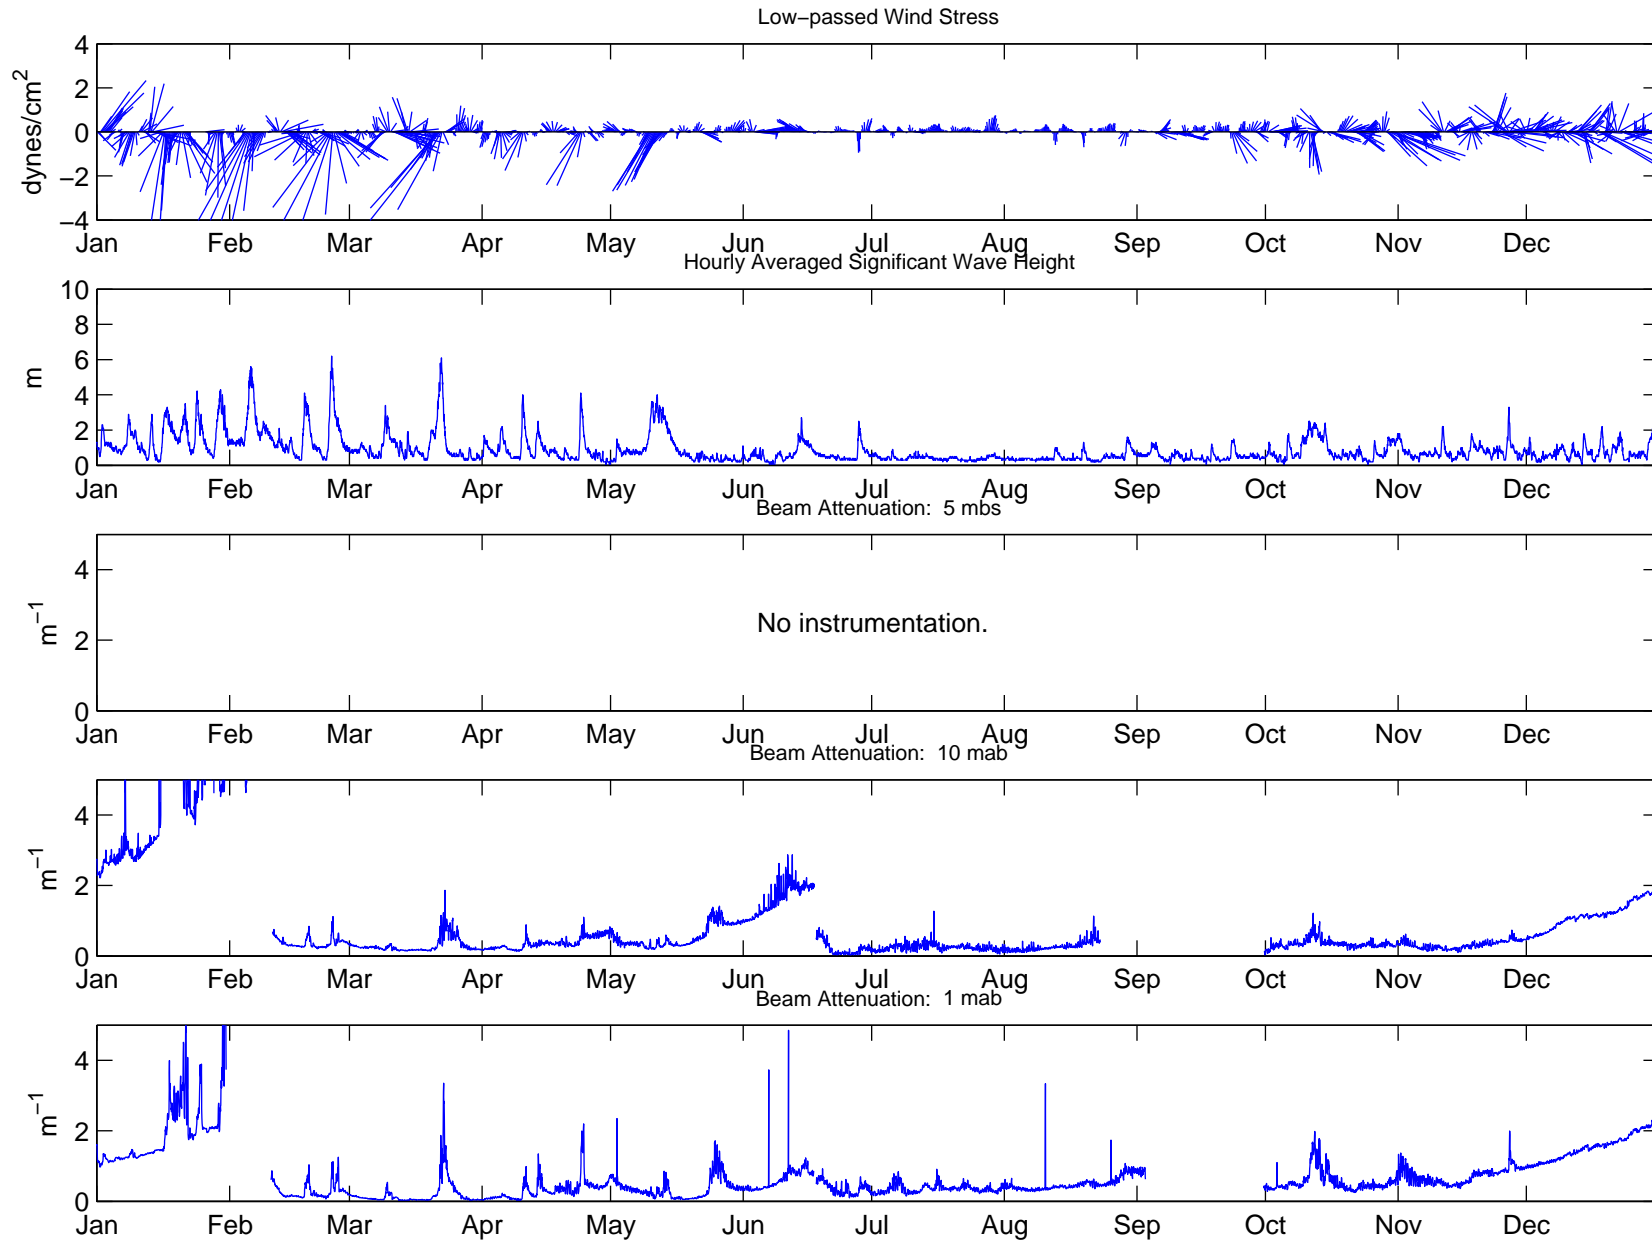 Low−passed Wind Stress
dynes/cm2
4
2
0
−2
−4
Jan Feb Mar Apr May Jun Jul Aug Sep Oct Nov Dec
Hourly Averaged Significant Wave Height
m
10
8
6
4
2
0
Jan Feb Mar Apr May Jun Jul Aug Sep Oct Nov Dec
Beam Attenuation:  5 mbs
m−1
4
2
0
No instrumentation.
Jan Feb Mar Apr May Jun Jul Aug Sep Oct Nov Dec
Beam Attenuation:  10 mab
m−1
4
2
0
Jan Feb Mar Apr May Jun Jul Aug Sep Oct Nov Dec
Beam Attenuation:  1 mab
m−1
4
2
0
Jan Feb Mar Apr May Jun Jul Aug Sep Oct Nov Dec